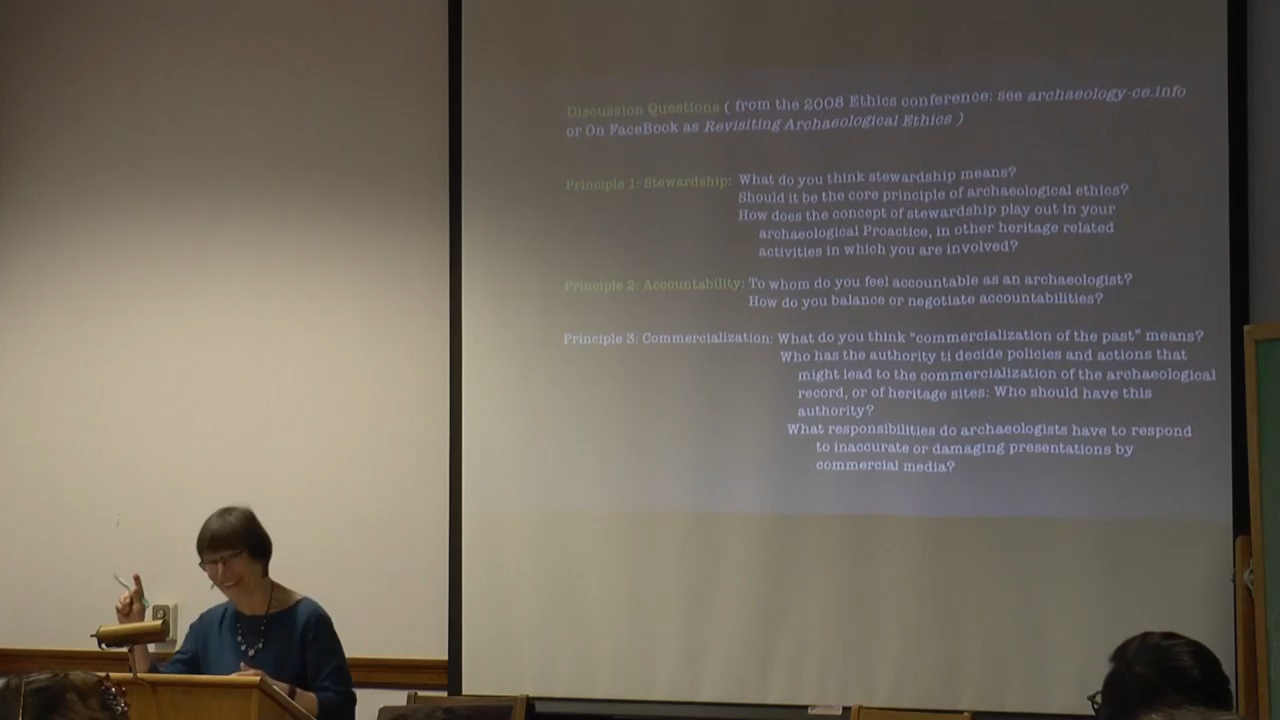 Discussion Questions ( from the 2008 Ethics conference: see archaeology-ce.info
or On FaceBook as Revisiting Archaeological Ethics )
Principle 1: Stewardship: What do you think stewardship means?
Should it be the core principle of archaeological ethics?
How does the concept of stewardship play out in your
archaeological Proactice, in other heritage related
activities in which you are involved?
Principle 2: Accountability: To whom do you feel accountable as an archaeologist?
How do you balance or negotiate accountabilities?
Principle 3: Commercialization: What do you think "commercialization of the past" means?
Who has the authority ti decide policies and actions that
might lead to the commercialization of the archaeological
record, or of heritage sites: Who should have this
authority?
What responsibilities do archaeologists have to respond
to inaccurate or damaging presentations by
commercial media?